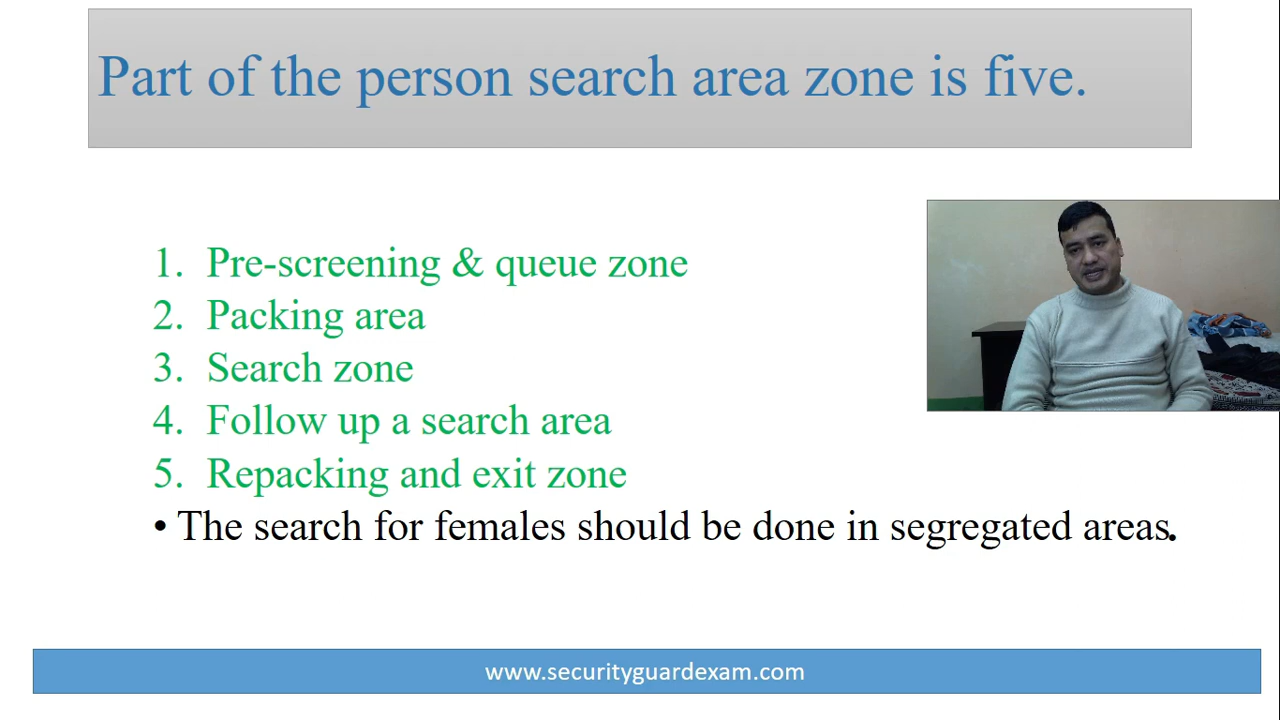 Part of the person search area zone is five.
1. Pre-screening & queue zone
2. Packing area
3. Search zone
4. Follow up a search area
5. Repacking and exit zone
• The search for females should be done in segregated areas.
www.securityguardexam.com